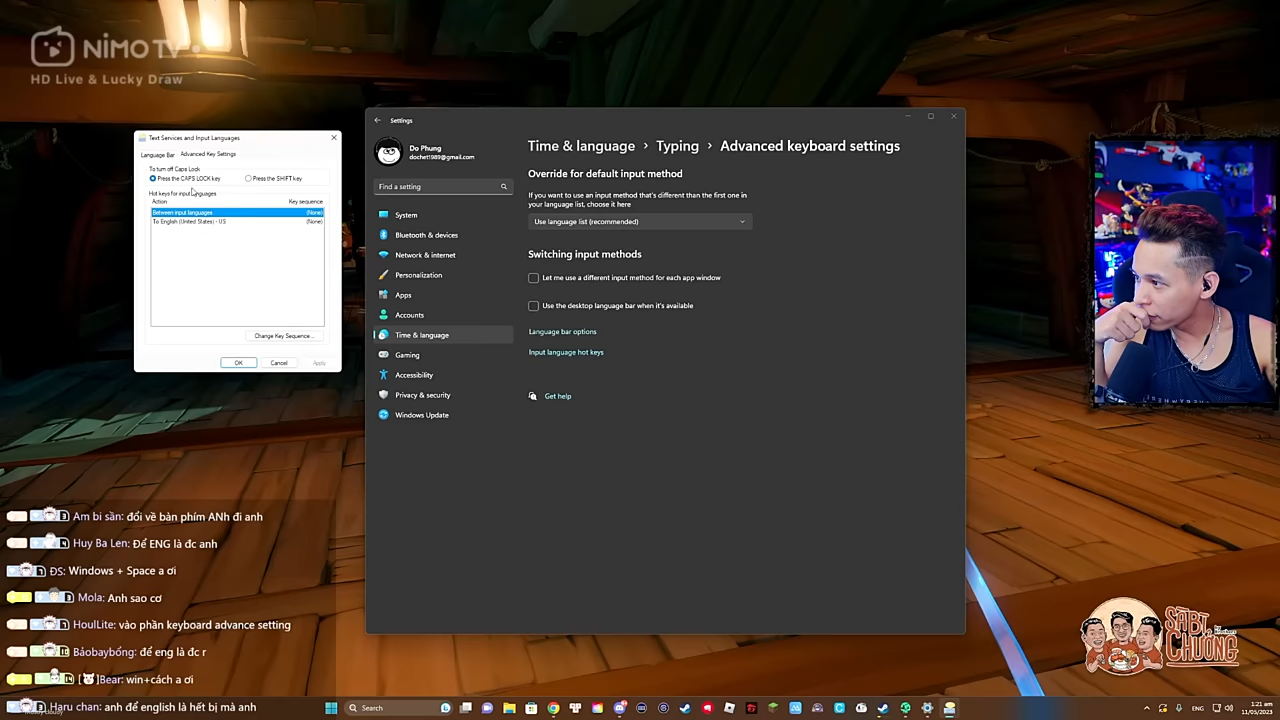 NIMO TV
HD Live & Lucky Draw
Text Services and Input Languages
Language Bar
Advanced Key Settings
To turn off Caps Lock
Press the CAPS LOCK key
Press the SHIFT key
Hot keys for input languages
Action
Key sequence
Between input languages
(None)
To English (United States) - US
(None)
Change Key Sequence...
OK
Cancel
Apply
Settings
Do Phung
dochet1989@gmail.com
Find a setting
System
Bluetooth & devices
Network & internet
Personalization
Apps
Accounts
Time & language
Gaming
Accessibility
Privacy & security
Windows Update
Time & language > Typing > Advanced keyboard settings
Override for default input method
If you want to use an input method that's different than the first one in
your language list, choose it here
Use language list (recommended)
Switching input methods
Let me use a different input method for each app window
Use the desktop language bar when it's available
Language bar options
Input language hot keys
Get help
Am bi sàn: đổi về bàn phím ANh đi anh
Huy Ba Len: Để ENG là đc anh
ĐS: Windows + Space a ơi
Mola: Anh sao cơ
HoulLite: vào phần keyboard advance setting
Bảobaybổng: để eng là đc r
Bear: win+cách a ơi
Haru chan: anh để english là hết bị mà anh
SABI
CHUÔNG
Search
ENG
1:21 am
11/05/2023